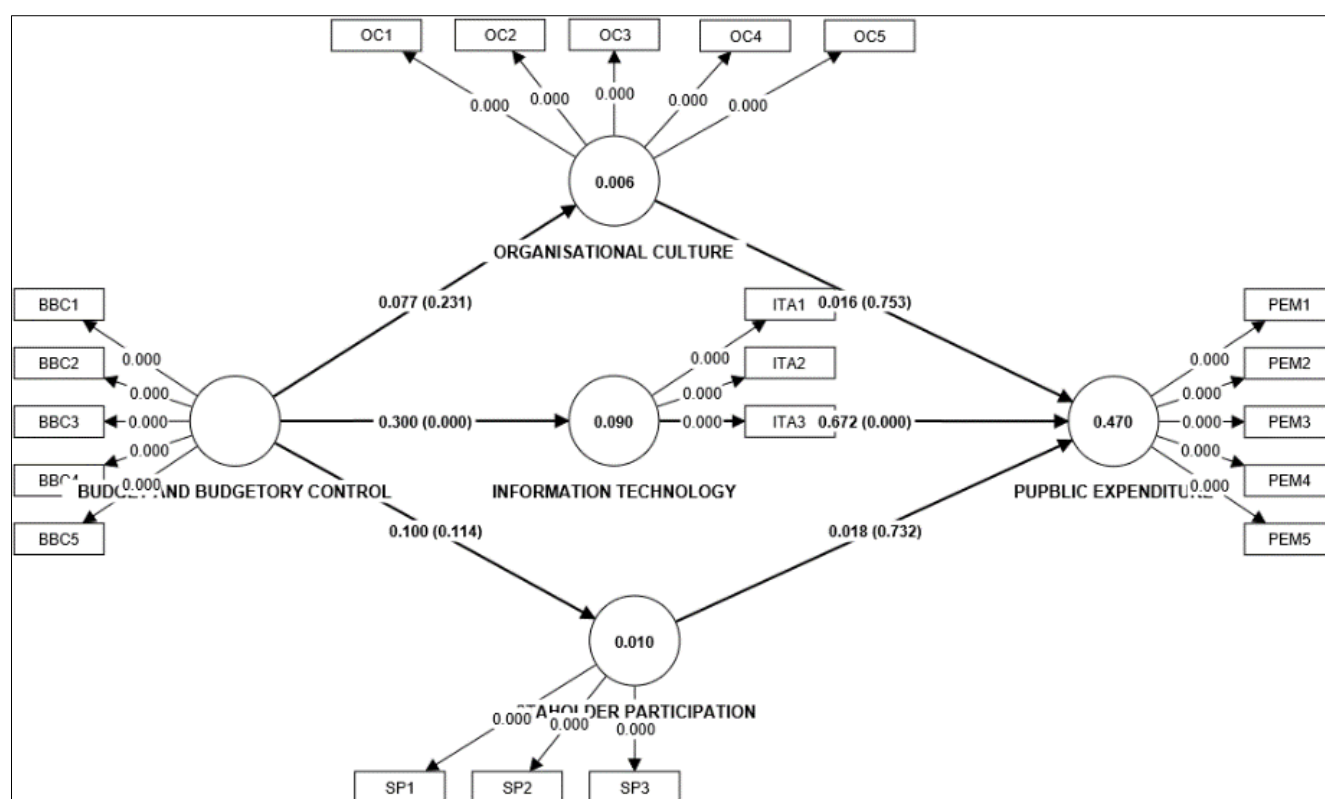 OC1 OC2 OC3 OC4 OC5
0.000 0.000 0.000 0.000 0.000
0.006
ORGANISATIONAL CULTURE
BBC1 0.077 (0.231) ITA1 0.016 (0.753) PEM1
0.000 0.000 0.000
BBC2 ITA2 PEM2
0.000 0.000 0.000
BBC3 0.000 0.300 (0.000) 0.090 0.000 ITA3 0.672 (0.000) 0.470 0.000 PEM3
0.000 0.000
BBC4 PEM4
0.000 0.000
BUDGET AND BUDGETORY CONTROL INFORMATION TECHNOLOGY PUPBLIC EXPENDITURE
BBC5 0.100 (0.114) 0.018 (0.732) PEM5
0.010
TAHOLDER PARTICIPATION
0.000 0.000 0.000
SP1 SP2 SP3